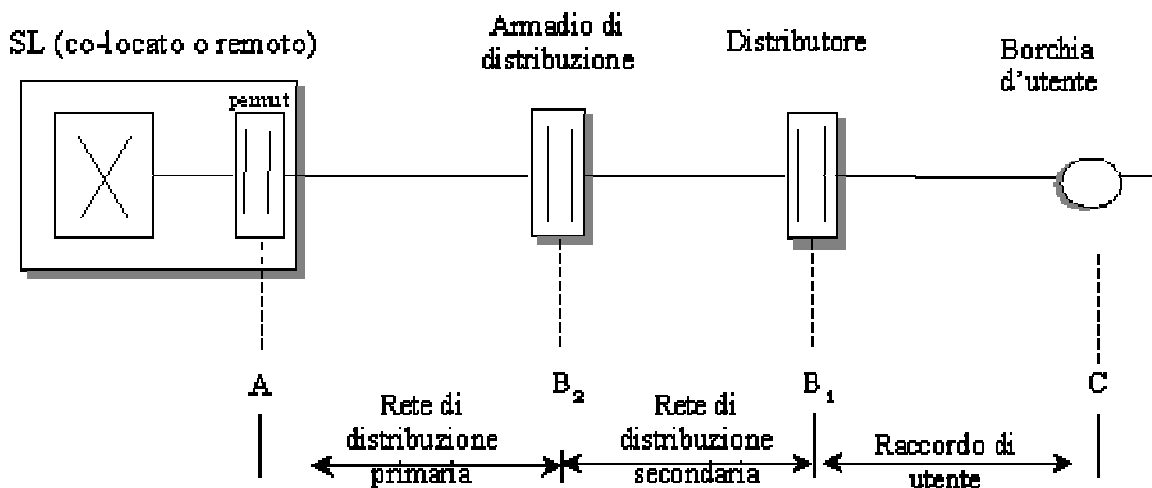 SL (co-locato o remoto)
Armadio di
distribuzione
Distributore
Borchia
d'utente
permut
A
B₂
B₁
C
Rete di
distribuzione
primaria
Rete di
distribuzione
secondaria
Raccordo di
utente